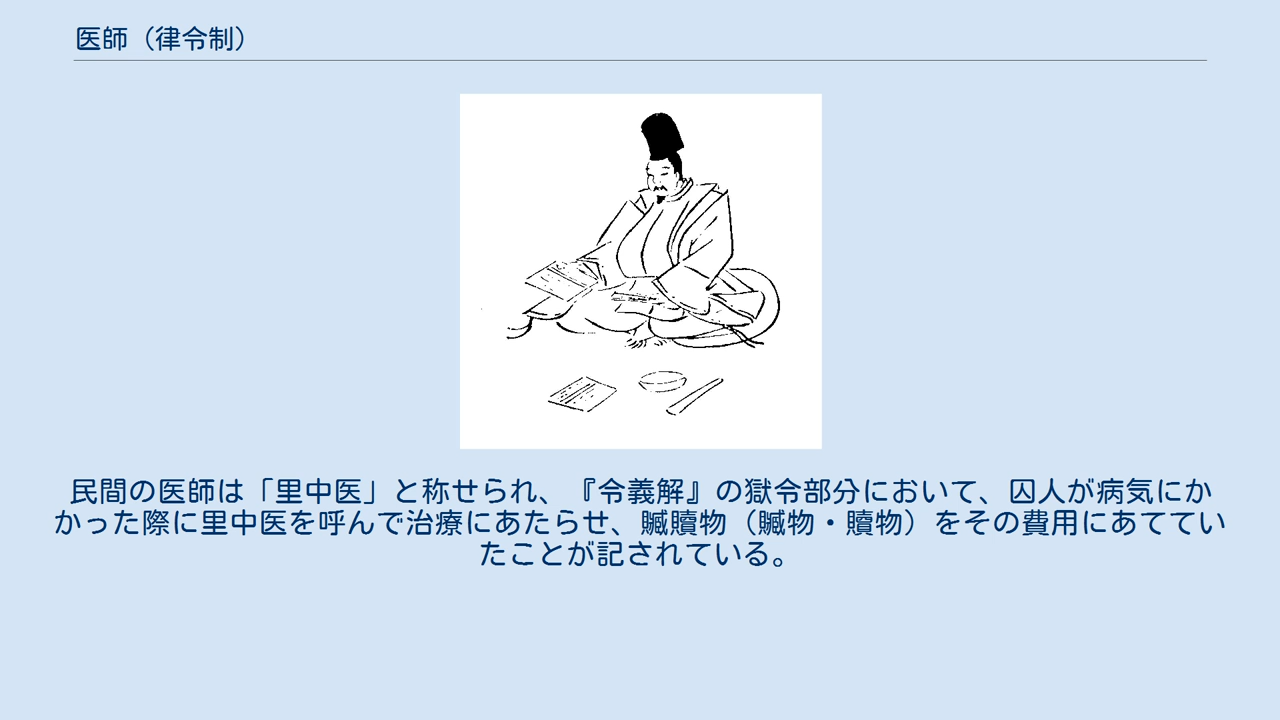 医師（律令制）
民間の医師は「里中医」と称せられ、『令義解』の獄令部分において、囚人が病気にか
かった際に里中医を呼んで治療にあたらせ、贓贖物（贓物・贖物）をその費用にあててい
たことが記されている。